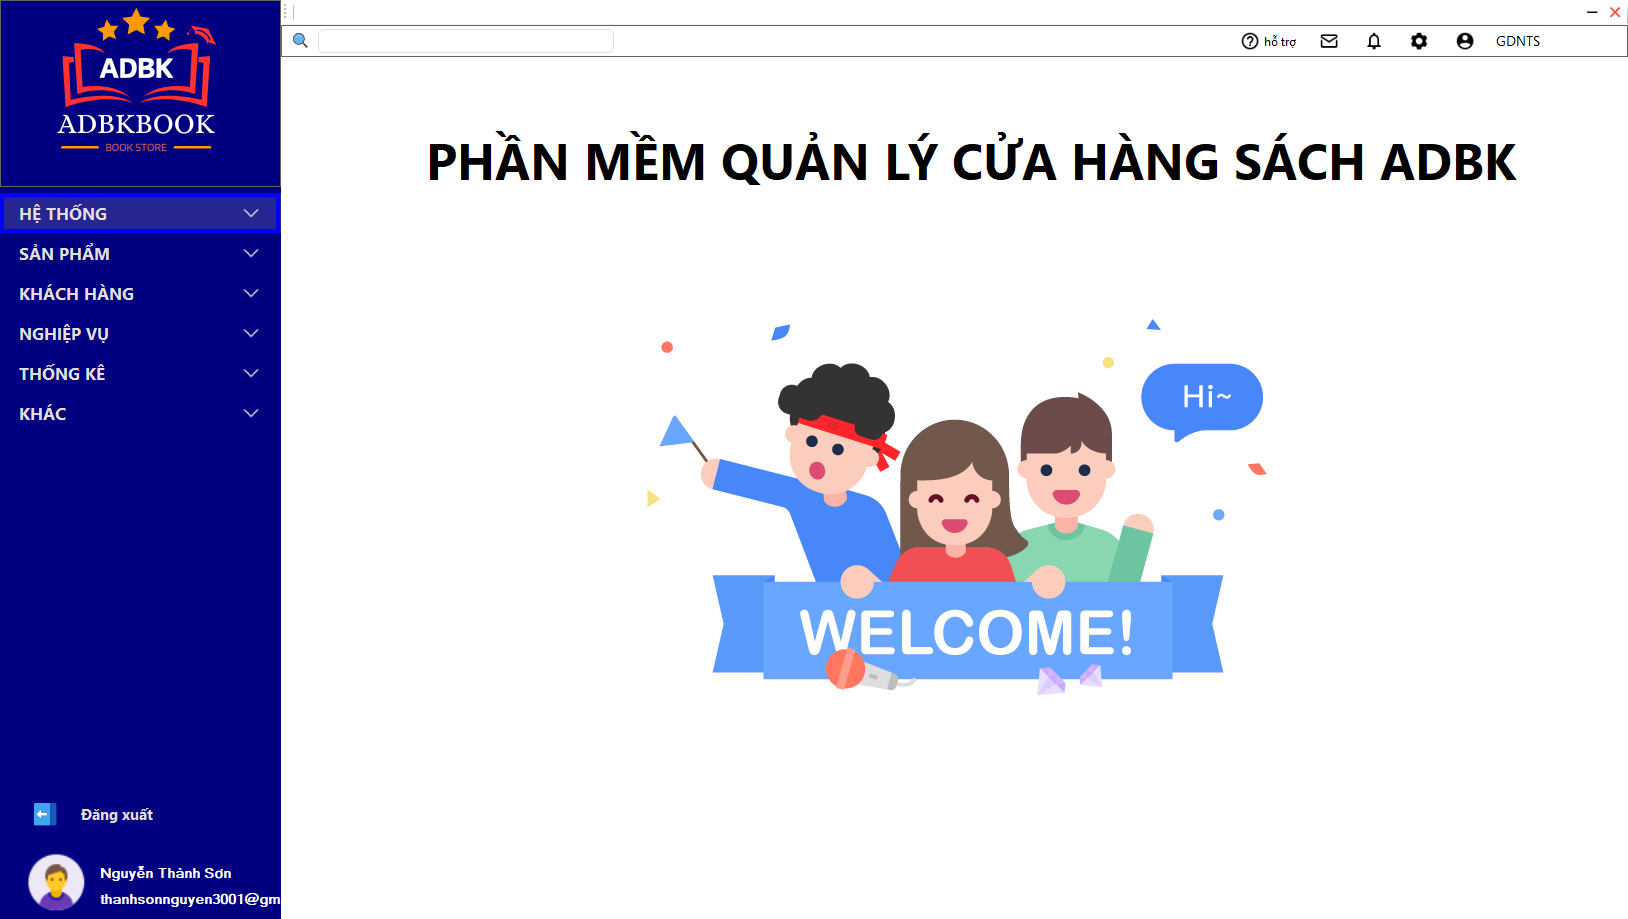 ADBK
ADBKBOOK
BOOK STORE
HỆ THỐNG
SẢN PHẨM
KHÁCH HÀNG
NGHIỆP VỤ
THỐNG KÊ
KHÁC
Đăng xuất
Nguyễn Thành Sơn
thanhsonnguyen3001@gm
hỗ trợ
GDNTS
PHẦN MỀM QUẢN LÝ CỬA HÀNG SÁCH ADBK
Hi~
WELCOME!